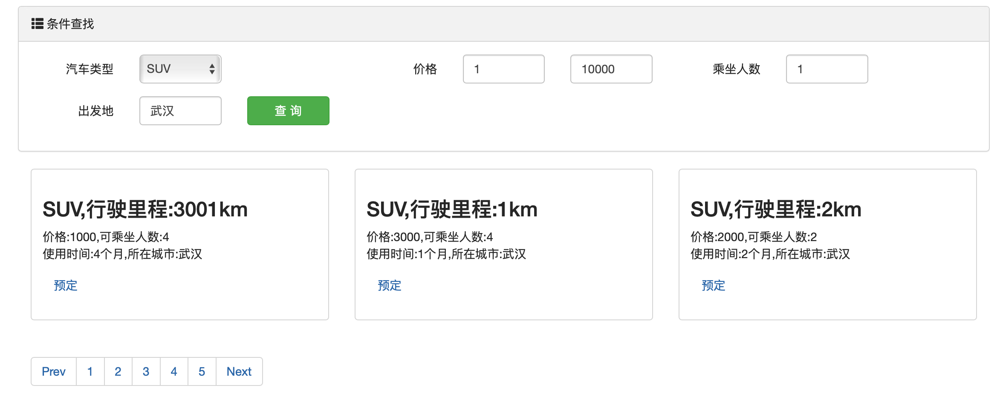 条件查找
汽车类型 SUV 价格 1 10000 乘坐人数 1
出发地 武汉 查 询
SUV,行驶里程:3001km
价格:1000,可乘坐人数:4
使用时间:4个月,所在城市:武汉
预定
SUV,行驶里程:1km
价格:3000,可乘坐人数:4
使用时间:1个月,所在城市:武汉
预定
SUV,行驶里程:2km
价格:2000,可乘坐人数:2
使用时间:2个月,所在城市:武汉
预定
Prev 1 2 3 4 5 Next